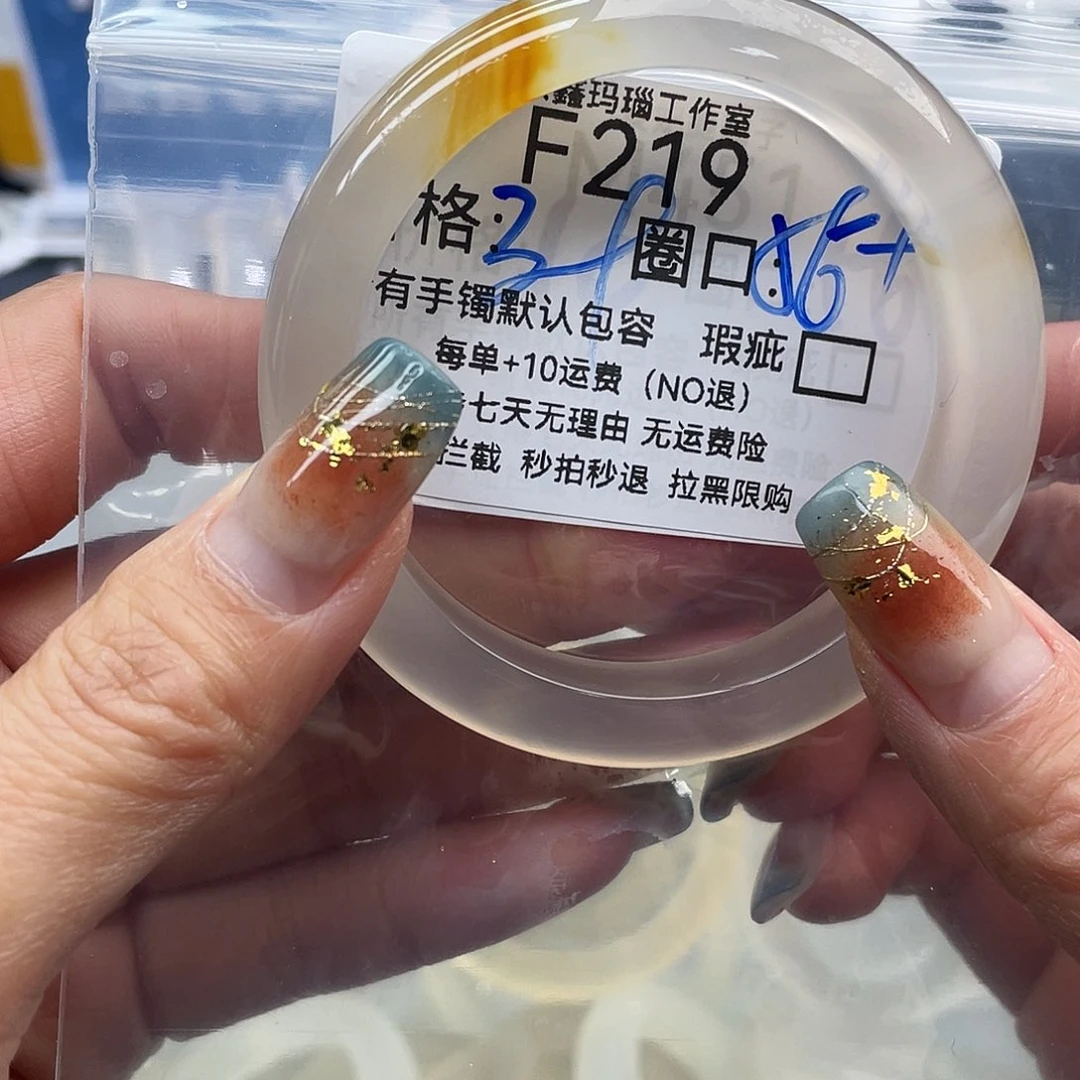 鑫玛瑙工作室
F219
格: 圈口: 56+
有手镯默认包容 瑕疵
每单+10运费（NO退）
七天无理由 无运费险
拦截 秒拍秒退 拉黑限购